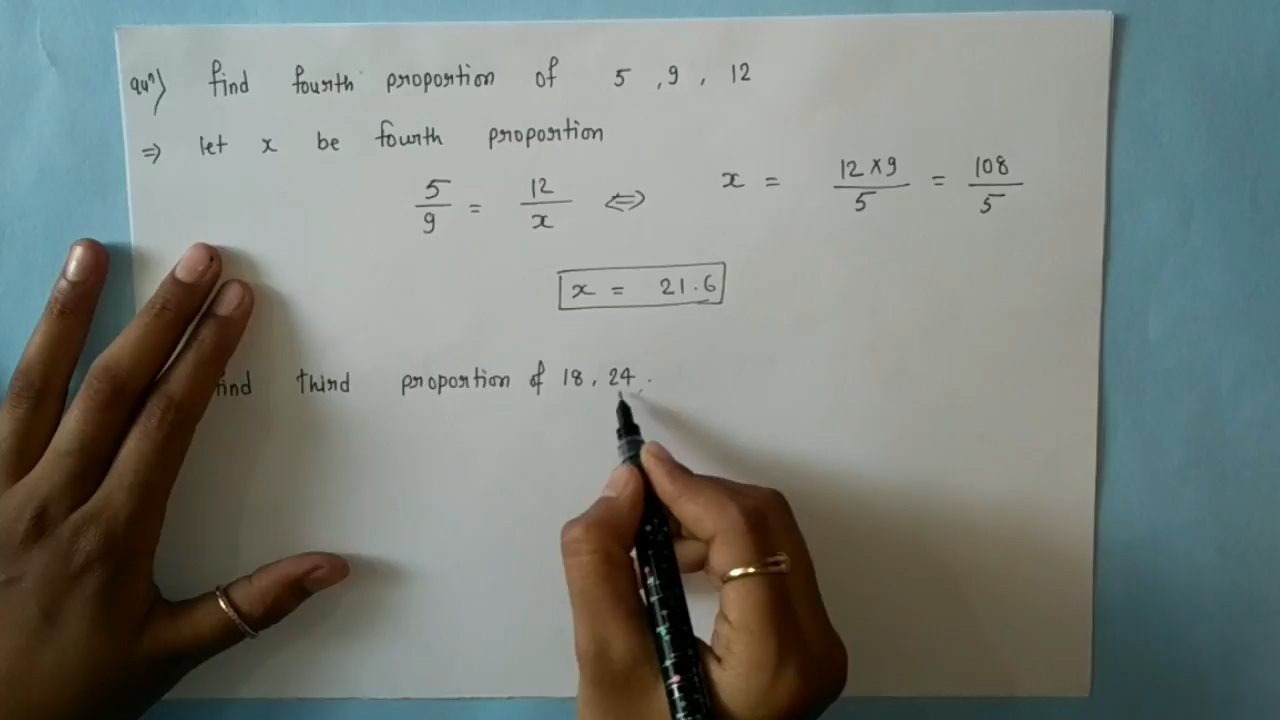 Qn) find fourth proportion of 5 , 9 , 12
⇒ let x be fourth proportion
5/9 = 12/x ⇔ x = 12 x 9/5 = 108/5
x = 21.6
find third proportion of 18, 24.